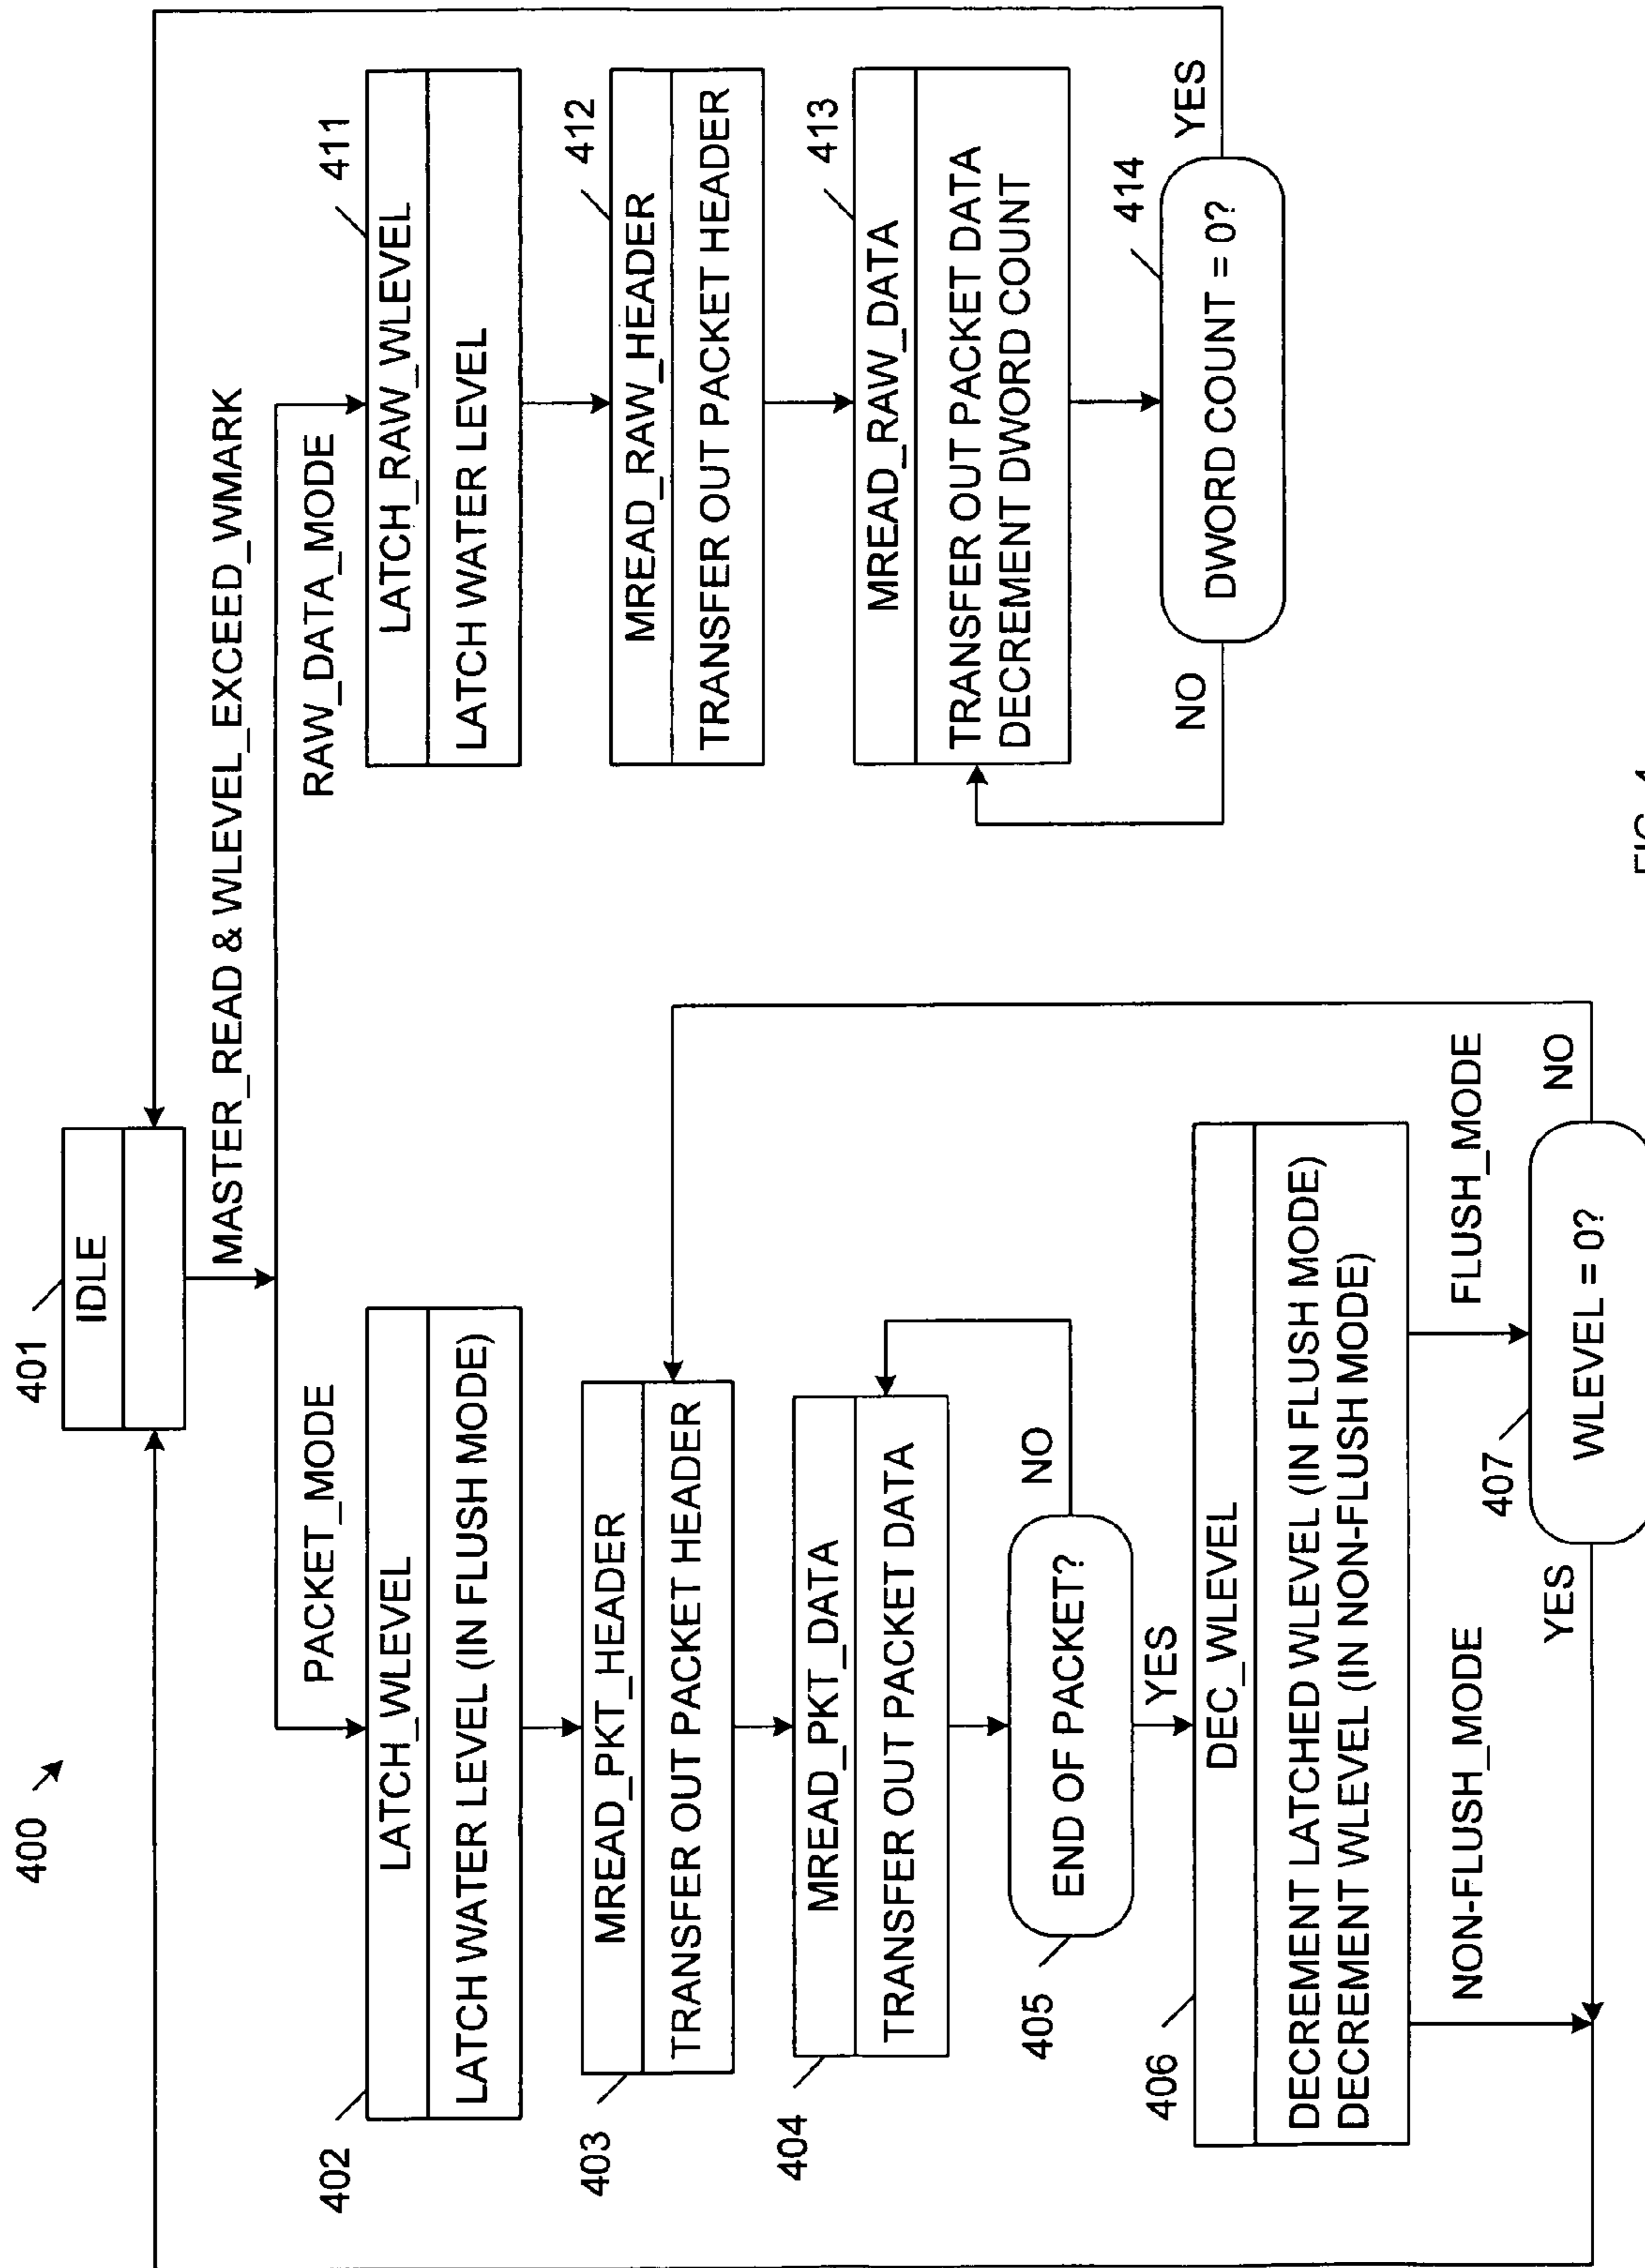 400
401
IDLE
MASTER_READ & WLEVEL_EXCEED_WMARK
PACKET_MODE
RAW_DATA_MODE
402
LATCH_WLEVEL
LATCH WATER LEVEL (IN FLUSH MODE)
403
MREAD_PKT_HEADER
TRANSFER OUT PACKET HEADER
404
MREAD_PKT_DATA
TRANSFER OUT PACKET DATA
405
END OF PACKET?
NO
YES
406
DEC_WLEVEL
DECREMENT LATCHED WLEVEL (IN FLUSH MODE)
DECREMENT WLEVEL (IN NON-FLUSH MODE)
NON-FLUSH_MODE
FLUSH_MODE
407
WLEVEL = 0?
YES
NO
411
LATCH_RAW_WLEVEL
LATCH WATER LEVEL
412
MREAD_RAW_HEADER
TRANSFER OUT PACKET HEADER
413
MREAD_RAW_DATA
TRANSFER OUT PACKET DATA
DECREMENT DWORD COUNT
414
DWORD COUNT = 0?
NO
YES